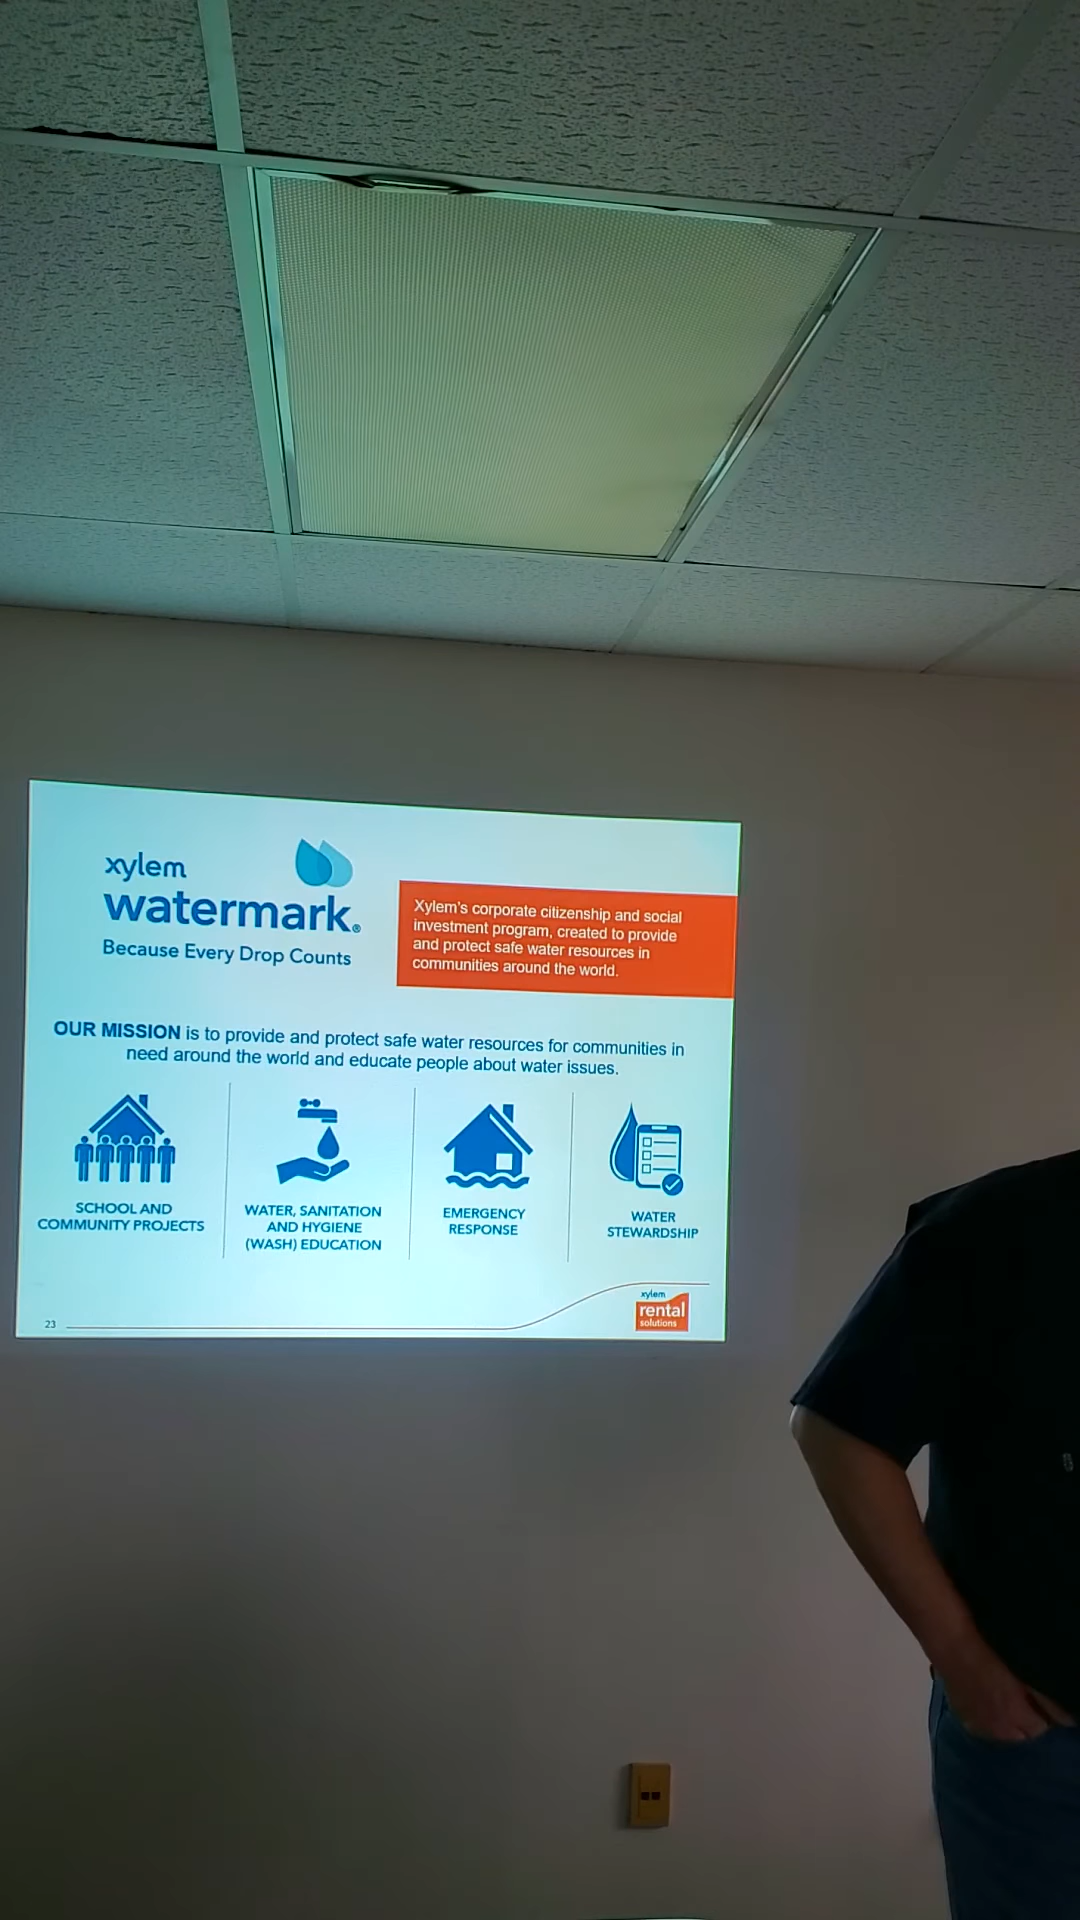 xylem
watermark®
Because Every Drop Counts
Xylem's corporate citizenship and social
investment program, created to provide
and protect safe water resources in
communities around the world.
OUR MISSION is to provide and protect safe water resources for communities in
need around the world and educate people about water issues.
SCHOOL AND
COMMUNITY PROJECTS
WATER, SANITATION
AND HYGIENE
(WASH) EDUCATION
EMERGENCY
RESPONSE
WATER
STEWARDSHIP
23
xylem
rental
solutions